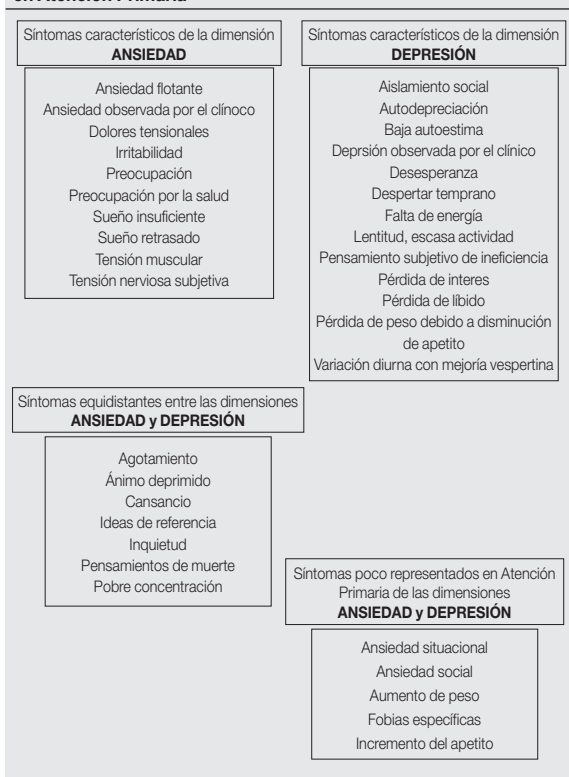 en Atención Primaria
Síntomas característicos de la dimensión
ANSIEDAD
Ansiedad flotante
Ansiedad observada por el clínoco
Dolores tensionales
Irritabilidad
Preocupación
Preocupación por la salud
Sueño insuficiente
Sueño retrasado
Tensión muscular
Tensión nerviosa subjetiva
Síntomas característicos de la dimensión
DEPRESIÓN
Aislamiento social
Autodepreciación
Baja autoestima
Deprsión observada por el clínico
Desesperanza
Despertar temprano
Falta de energía
Lentitud, escasa actividad
Pensamiento subjetivo de ineficiencia
Pérdida de interes
Pérdida de líbido
Pérdida de peso debido a disminución
de apetito
Variación diurna con mejoría vespertina
Síntomas equidistantes entre las dimensiones
ANSIEDAD y DEPRESIÓN
Agotamiento
Ánimo deprimido
Cansancio
Ideas de referencia
Inquietud
Pensamientos de muerte
Pobre concentración
Síntomas poco representados en Atención
Primaria de las dimensiones
ANSIEDAD y DEPRESIÓN
Ansiedad situacional
Ansiedad social
Aumento de peso
Fobias específicas
Incremento del apetito